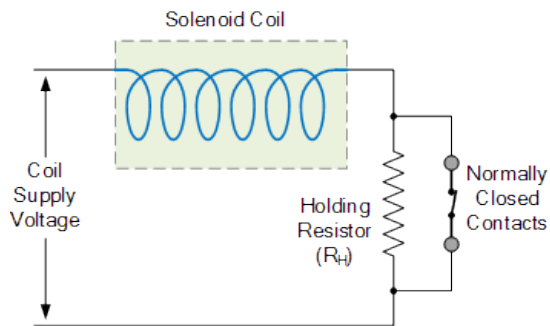 Solenoid Coil
Coil
Supply
Voltage
Holding
Resistor
(RH)
Normally
Closed
Contacts